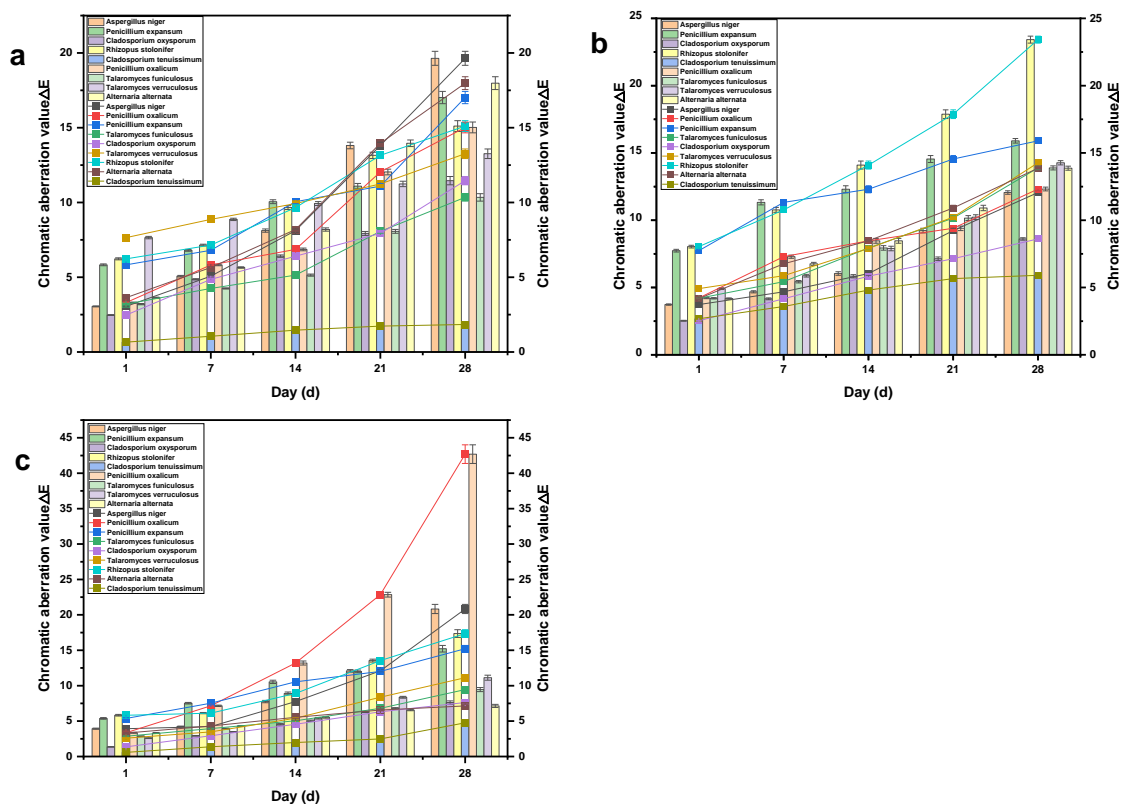 a
Chromatic aberration value△E
Aspergillus niger
Penicillium expansum
Cladosporium oxysporum
Rhizopus stolonifer
Cladosporium tenuissimum
Penicillium oxalicum
Talaromyces funiculosus
Talaromyces verruculosus
Alternaria alternata
Aspergillus niger
Penicillium oxalicum
Penicillium expansum
Talaromyces funiculosus
Cladosporium oxysporum
Talaromyces verruculosus
Rhizopus stolonifer
Alternaria alternata
Cladosporium tenuissimum
20
15
10
5
0
20
15
10
5
0
Chromatic aberration value△E
1 7 14 21 28
Day (d)
b
Chromatic aberration value△E
Aspergillus niger
Penicillium expansum
Cladosporium oxysporum
Rhizopus stolonifer
Cladosporium tenuissimum
Penicillium oxalicum
Talaromyces funiculosus
Talaromyces verruculosus
Alternaria alternata
Aspergillus niger
Penicillium oxalicum
Penicillium expansum
Talaromyces funiculosus
Cladosporium oxysporum
Talaromyces verruculosus
Rhizopus stolonifer
Alternaria alternata
Cladosporium tenuissimum
25
20
15
10
5
0
25
20
15
10
5
0
Chromatic aberration value△E
1 7 14 21 28
Day (d)
c
Chromatic aberration value△E
Aspergillus niger
Penicillium expansum
Cladosporium oxysporum
Rhizopus stolonifer
Cladosporium tenuissimum
Penicillium oxalicum
Talaromyces funiculosus
Talaromyces verruculosus
Alternaria alternata
Aspergillus niger
Penicillium oxalicum
Penicillium expansum
Talaromyces funiculosus
Cladosporium oxysporum
Talaromyces verruculosus
Rhizopus stolonifer
Alternaria alternata
Cladosporium tenuissimum
45
40
35
30
25
20
15
10
5
0
45
40
35
30
25
20
15
10
5
0
Chromatic aberration value△E
1 7 14 21 28
Day (d)